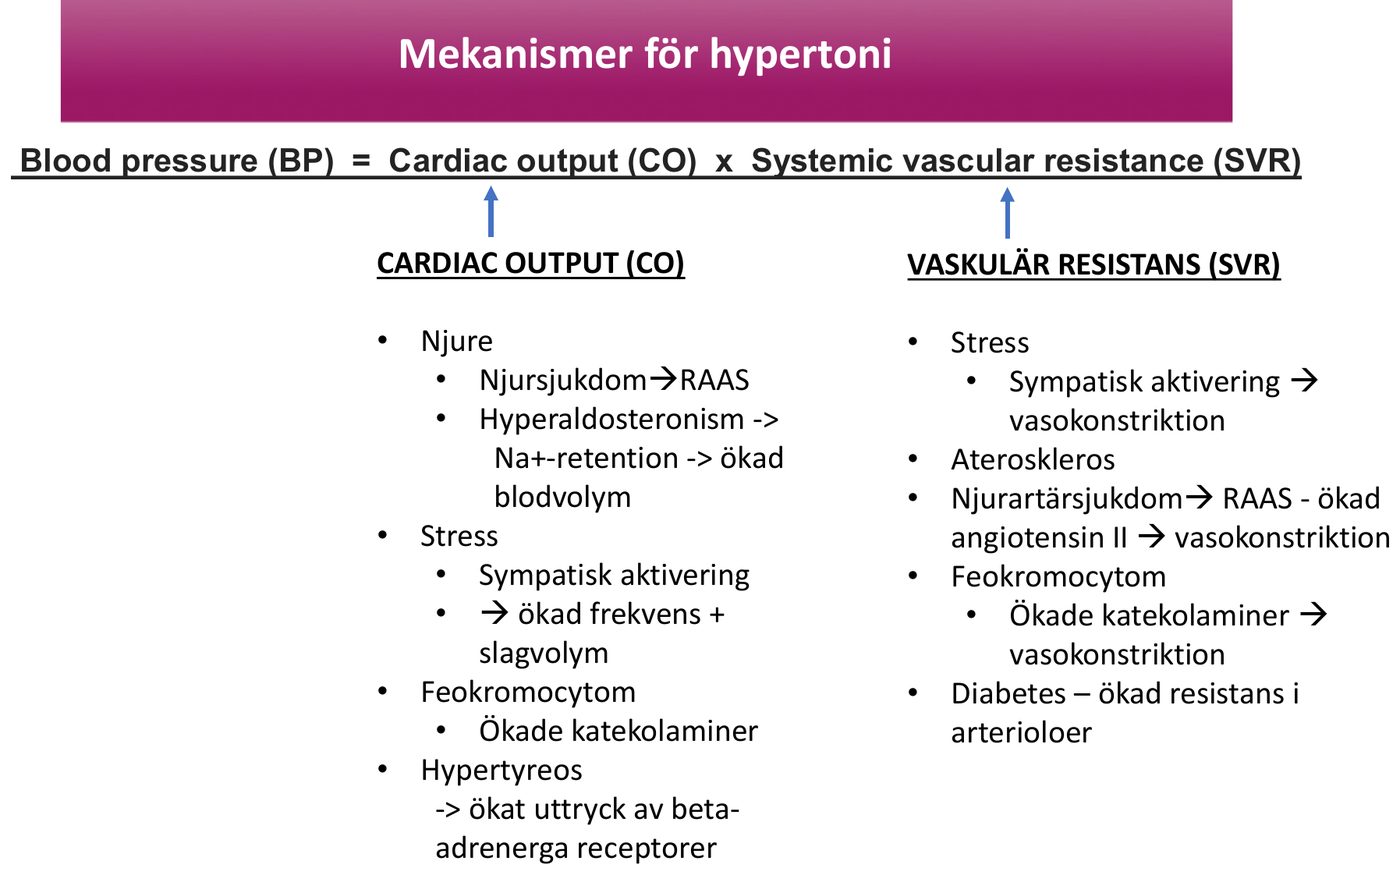 Mekanismer för hypertoni
Blood pressure (BP) = Cardiac output (CO) x Systemic vascular resistance (SVR)
CARDIAC OUTPUT (CO)
• Njure
• Njursjukdom→RAAS
• Hyperaldosteronism ->
Na+-retention -> ökad
blodvolym
• Stress
• Sympatisk aktivering
• → ökad frekvens +
slagvolym
• Feokromocytom
• Ökade katekolaminer
• Hypertyreos
-> ökat uttryck av beta-
adrenerga receptorer
VASKULÄR RESISTANS (SVR)
• Stress
• Sympatisk aktivering →
vasokonstriktion
• Ateroskleros
• Njurartärsjukdom→ RAAS - ökad
angiotensin II → vasokonstriktion
• Feokromocytom
• Ökade katekolaminer →
vasokonstriktion
• Diabetes – ökad resistans i
arterioloer